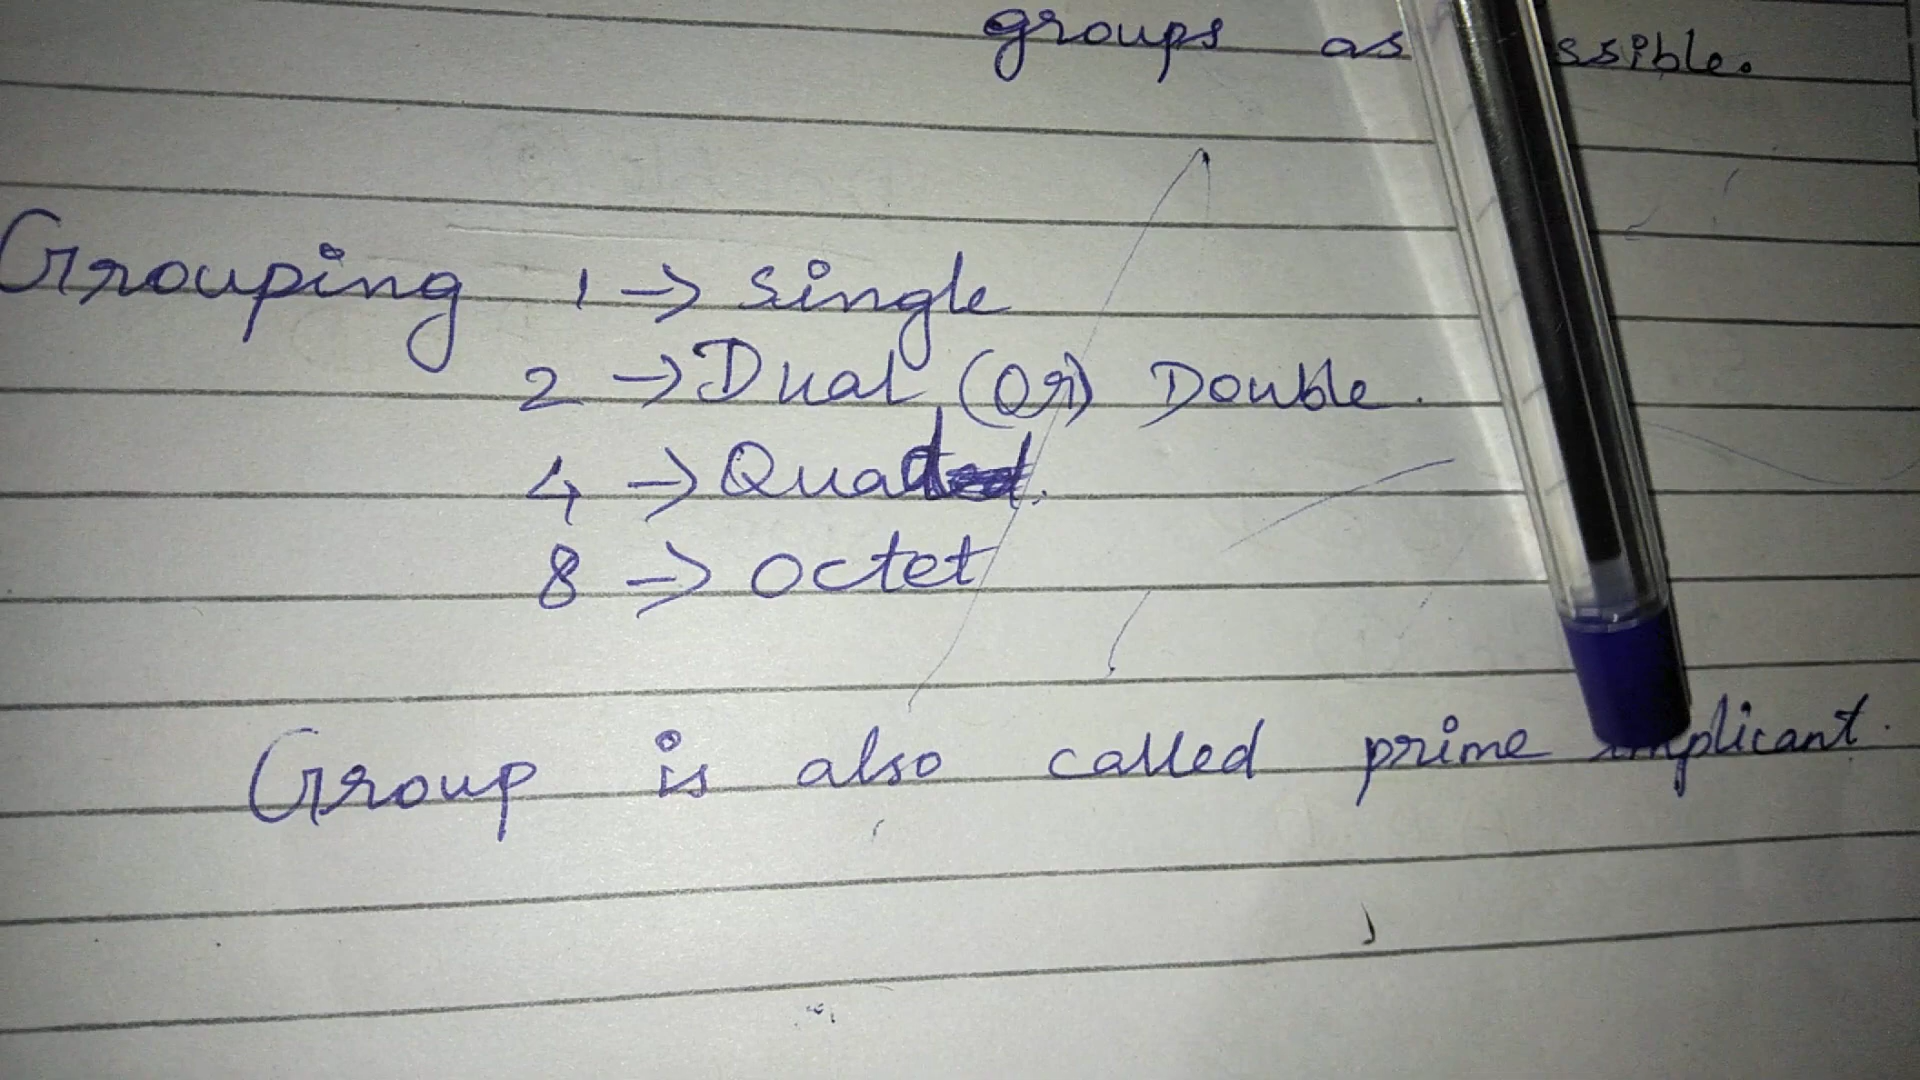 groups as ssible.
Grouping 1 → single
2 → Dual (Or) Double.
4 → Quad
8 → octet
Group is also called prime implicant.